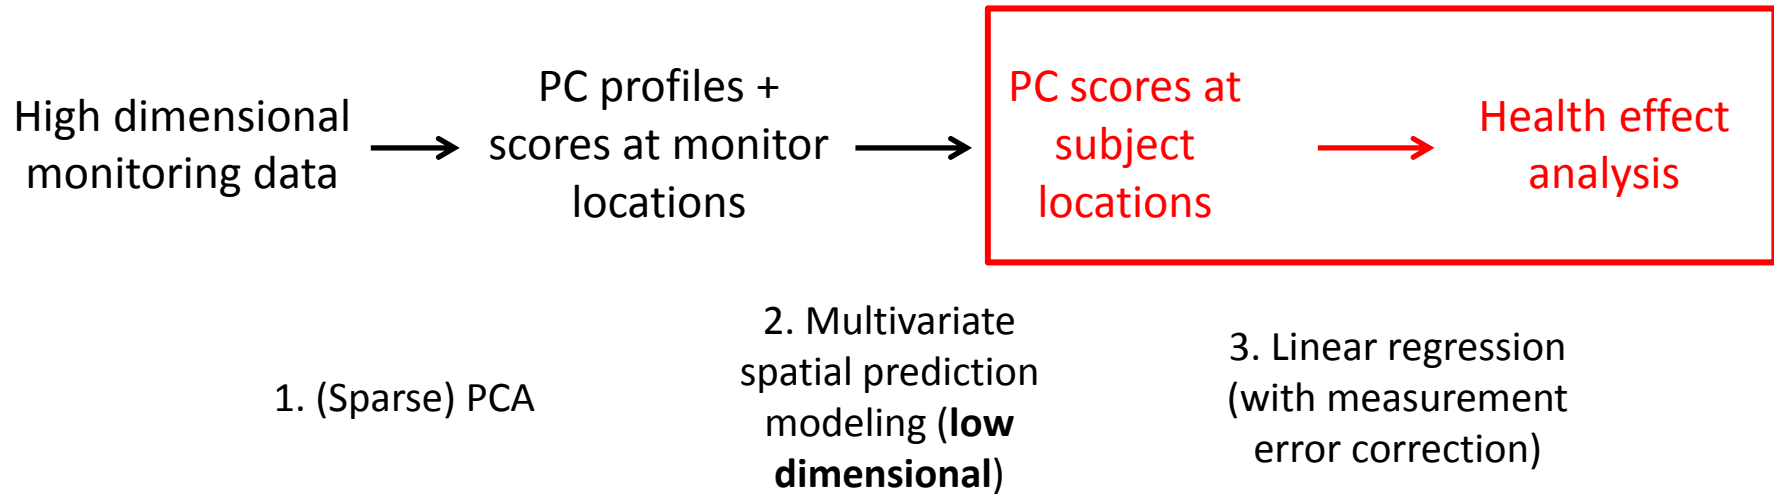 High dimensional
monitoring data
PC profiles +
scores at monitor
locations
PC scores at
subject
locations
Health effect
analysis
1. (Sparse) PCA
2. Multivariate
spatial prediction
modeling (low
dimensional)
3. Linear regression
(with measurement
error correction)